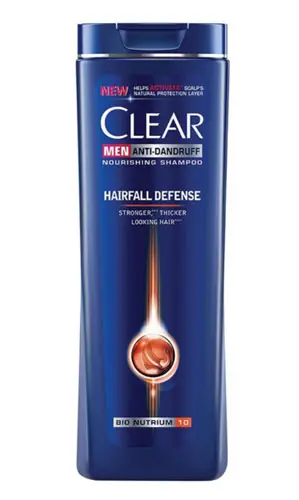 NEW HELPS ACTIVATE* SCALP'S
NATURAL PROTECTION LAYER
CLEAR
MEN ANTI-DANDRUFF
NOURISHING SHAMPOO
HAIRFALL DEFENSE
STRONGER, THICKER
LOOKING HAIR
BIO NUTRIUM 10